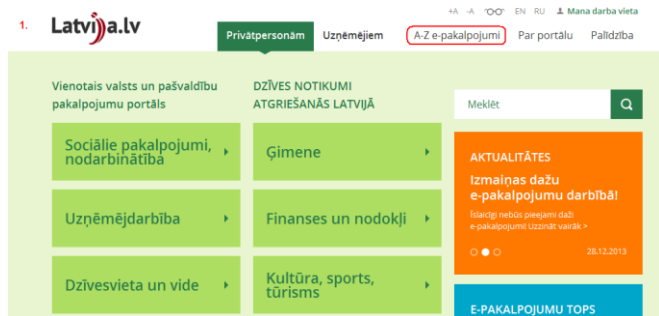 +A -A EN RU Mana darba vieta
1.
Latvija.lv
Privātpersonām Uzņēmējiem A-Z e-pakalpojumi Par portālu Palīdzība
Vienotais valsts un pašvaldību
pakalpojumu portāls
DZĪVES NOTIKUMI
ATGRIEŠANĀS LATVIJĀ
Meklēt
Sociālie pakalpojumi,
nodarbinātība
Ģimene
AKTUALITĀTES
Izmaiņas dažu
e-pakalpojumu darbībā!
Īslaicīgi nebūs pieejami daži
e-pakalpojumi! Uzzināt vairāk >
28.12.2013
Uzņēmējdarbība
Finanses un nodokļi
Dzīvesvieta un vide
Kultūra, sports,
tūrisms
E-PAKALPOJUMU TOPS